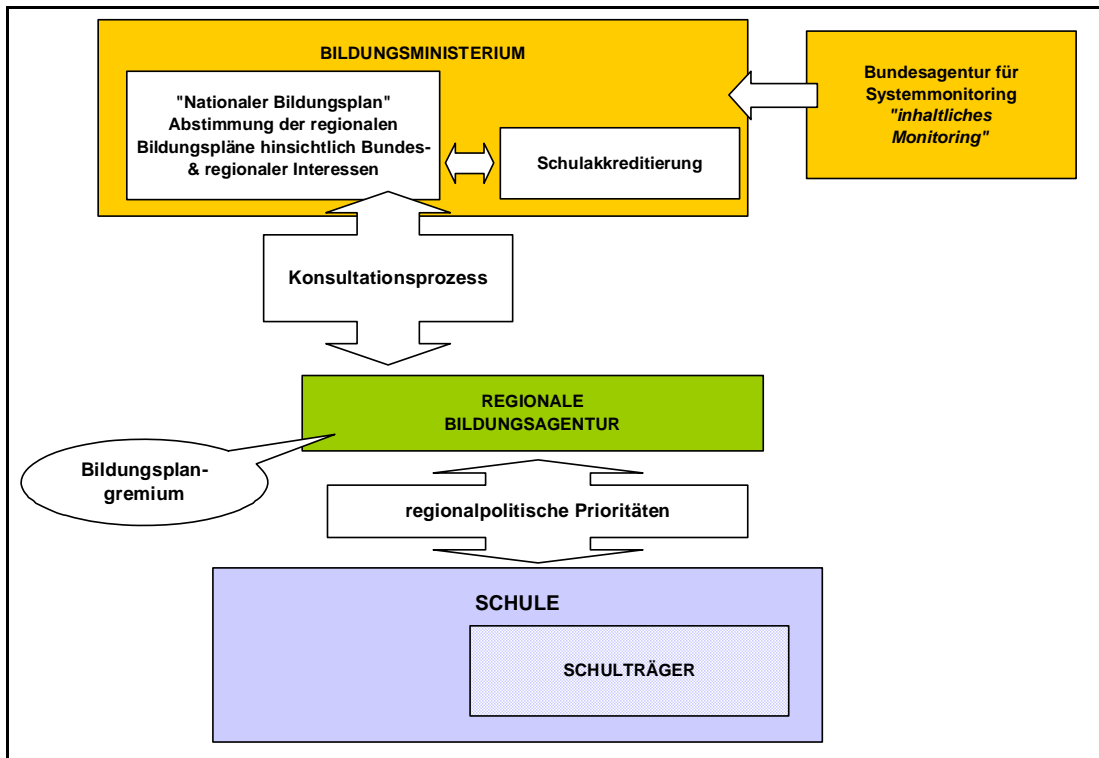 BILDUNGSMINISTERIUM
"Nationaler Bildungsplan"
Abstimmung der regionalen
Bildungspläne hinsichtlich Bundes-
& regionaler Interessen
Schulakkreditierung
Bundesagentur für
Systemmonitoring
"inhaltliches
Monitoring"
Konsultationsprozess
REGIONALE
BILDUNGSAGENTUR
Bildungsplan-
gremium
regionalpolitische Prioritäten
SCHULE
SCHULTRÄGER